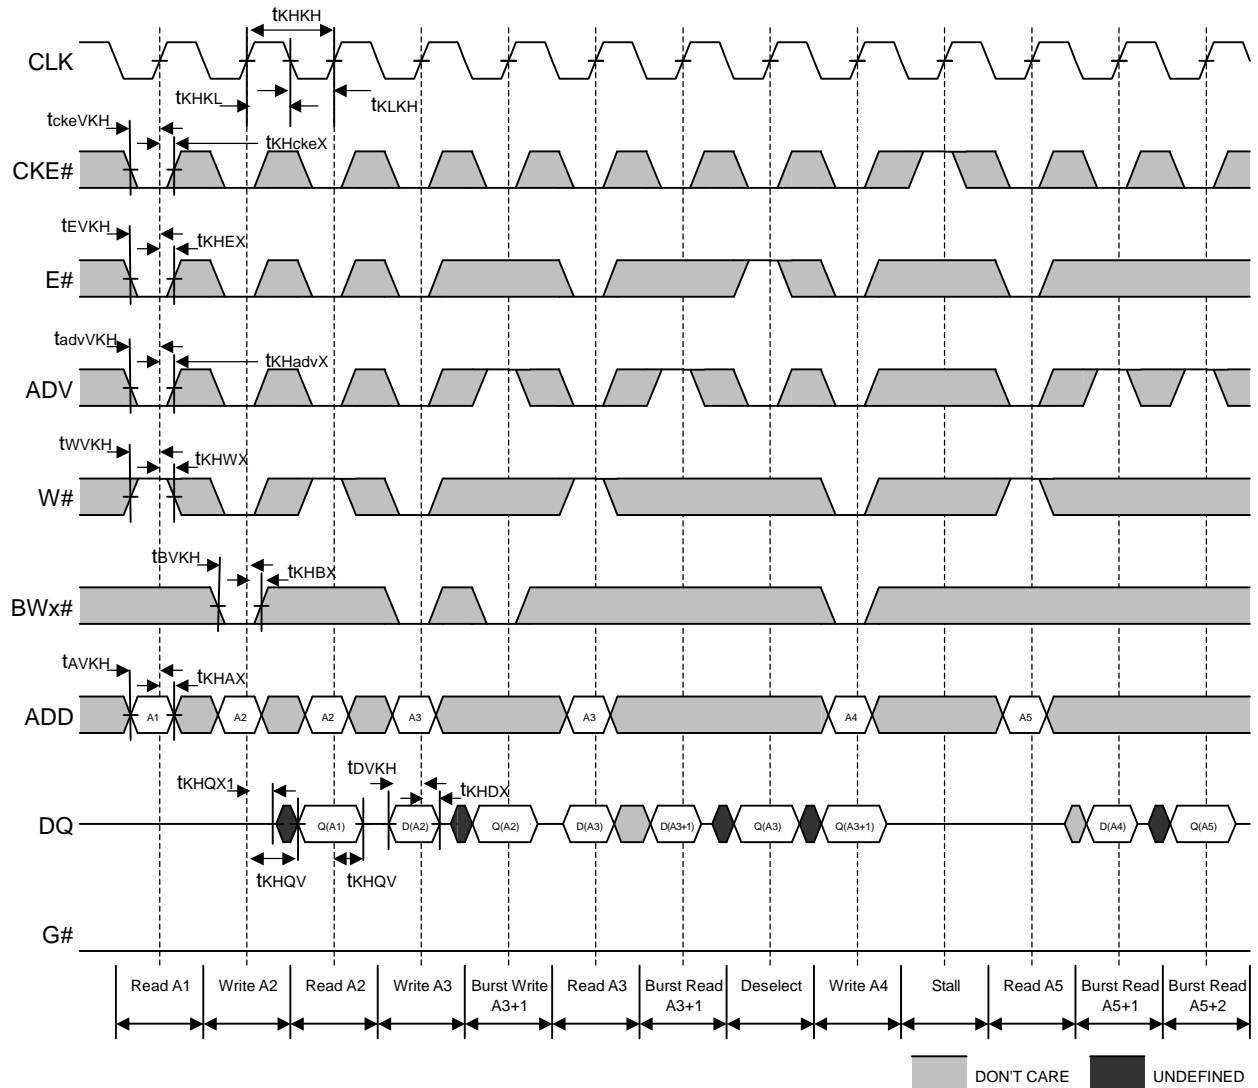 tKHKH
CLK
tKHKL
tKLKH
tckeVKH
tKHckeX
CKE#
tEVKH
tKHEX
E#
tadvVKH
tKHadvX
ADV
tWVKH
tKHWX
W#
tBVKH
tKHBX
BWx#
tAVKH
tKHAX
ADD
A1 A2 A2 A3 A3 A4 A5
tKHQX1
tDVKH
tKHDX
DQ
Q(A1) D(A2) Q(A2) D(A3) D(A3+1) Q(A3) Q(A3+1) D(A4) Q(A5)
tKHQV
tKHQV
G#
Read A1 Write A2 Read A2 Write A3 Burst Write Read A3 Burst Read Deselect Write A4 Stall Read A5 Burst Read Burst Read
A3+1 A3+1 A5+1 A5+2
DON'T CARE UNDEFINED